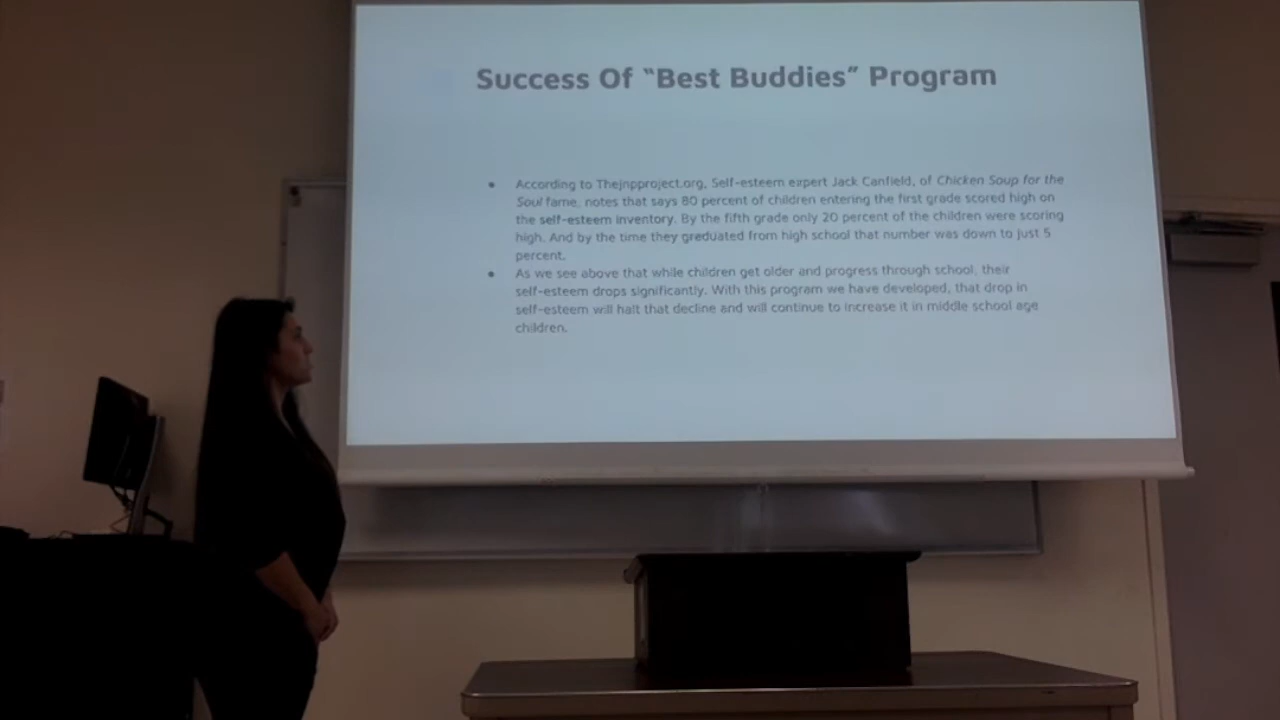 Success Of “Best Buddies” Program
• According to Thejnpproject.org, Self-esteem expert Jack Canfield, of Chicken Soup for the
Soul fame, notes that says 80 percent of children entering the first grade scored high on
the self-esteem inventory. By the fifth grade only 20 percent of the children were scoring
high. And by the time they graduated from high school that number was down to just 5
percent.
• As we see above that while children get older and progress through school, their
self-esteem drops significantly. With this program we have developed, that drop in
self-esteem will halt that decline and will continue to increase it in middle school age
children.